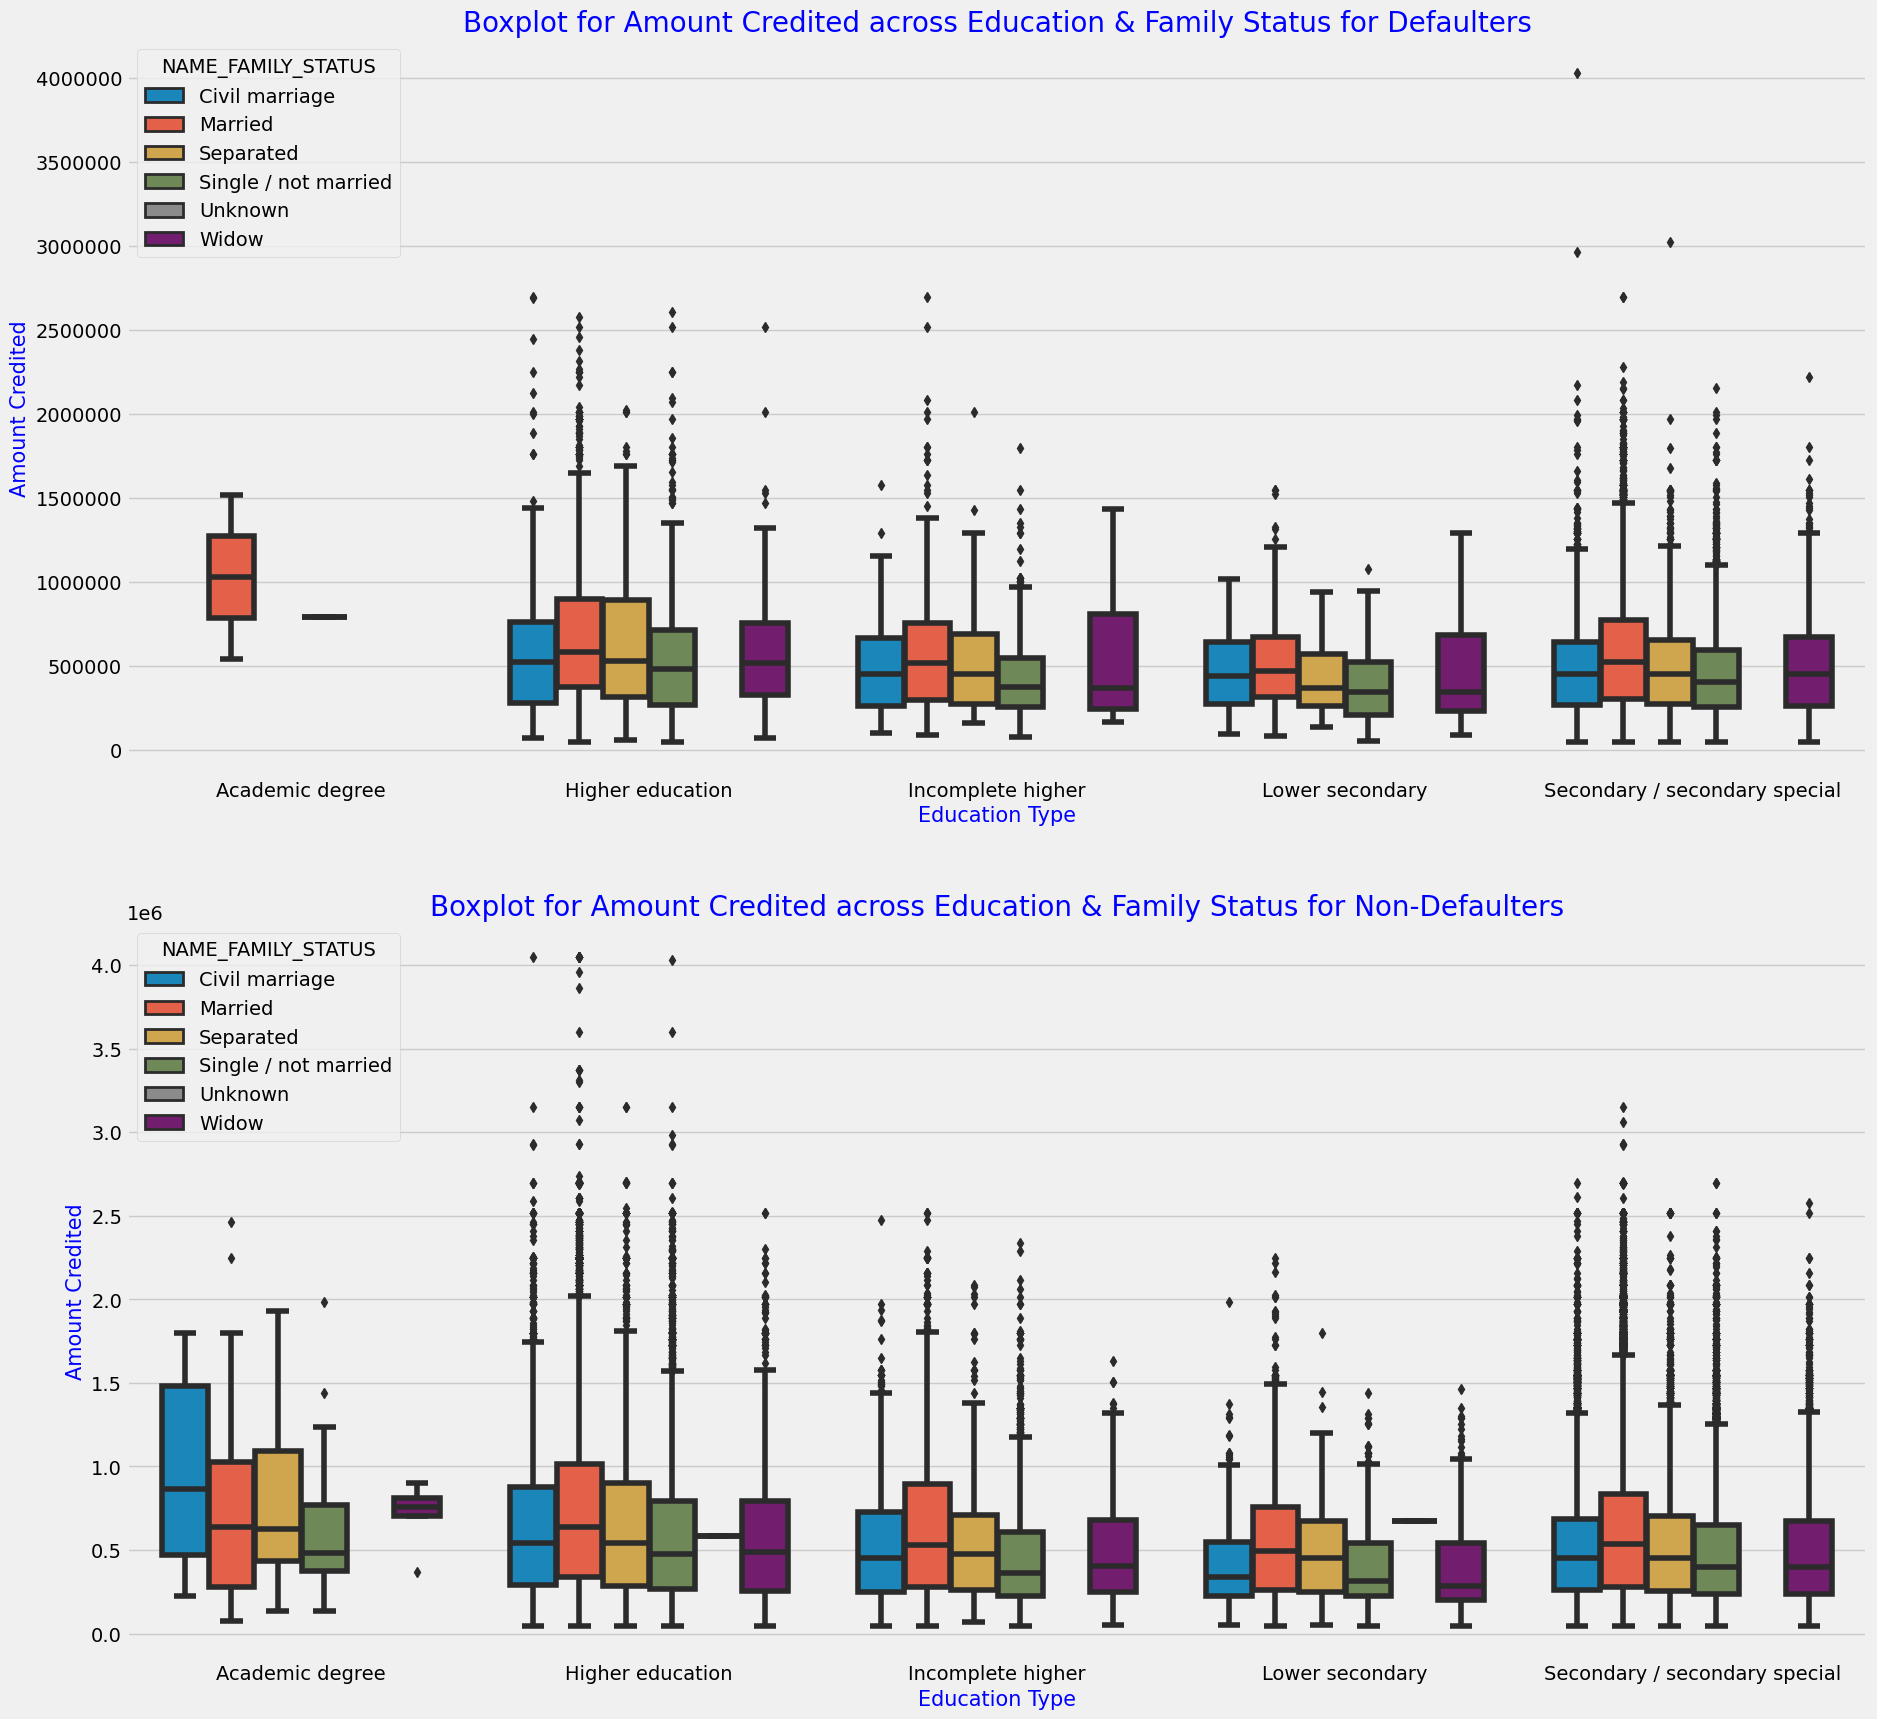 Boxplot for Amount Credited across Education & Family Status for Defaulters
NAME_FAMILY_STATUS
Civil marriage
Married
Separated
Single / not married
Unknown
Widow
4000000
3500000
3000000
2500000
2000000
1500000
1000000
500000
0
Amount Credited
Academic degree Higher education Incomplete higher Lower secondary Secondary / secondary special
Education Type
1e6
Boxplot for Amount Credited across Education & Family Status for Non-Defaulters
NAME_FAMILY_STATUS
Civil marriage
Married
Separated
Single / not married
Unknown
Widow
4.0
3.5
3.0
2.5
2.0
1.5
1.0
0.5
0.0
Amount Credited
Academic degree Higher education Incomplete higher Lower secondary Secondary / secondary special
Education Type